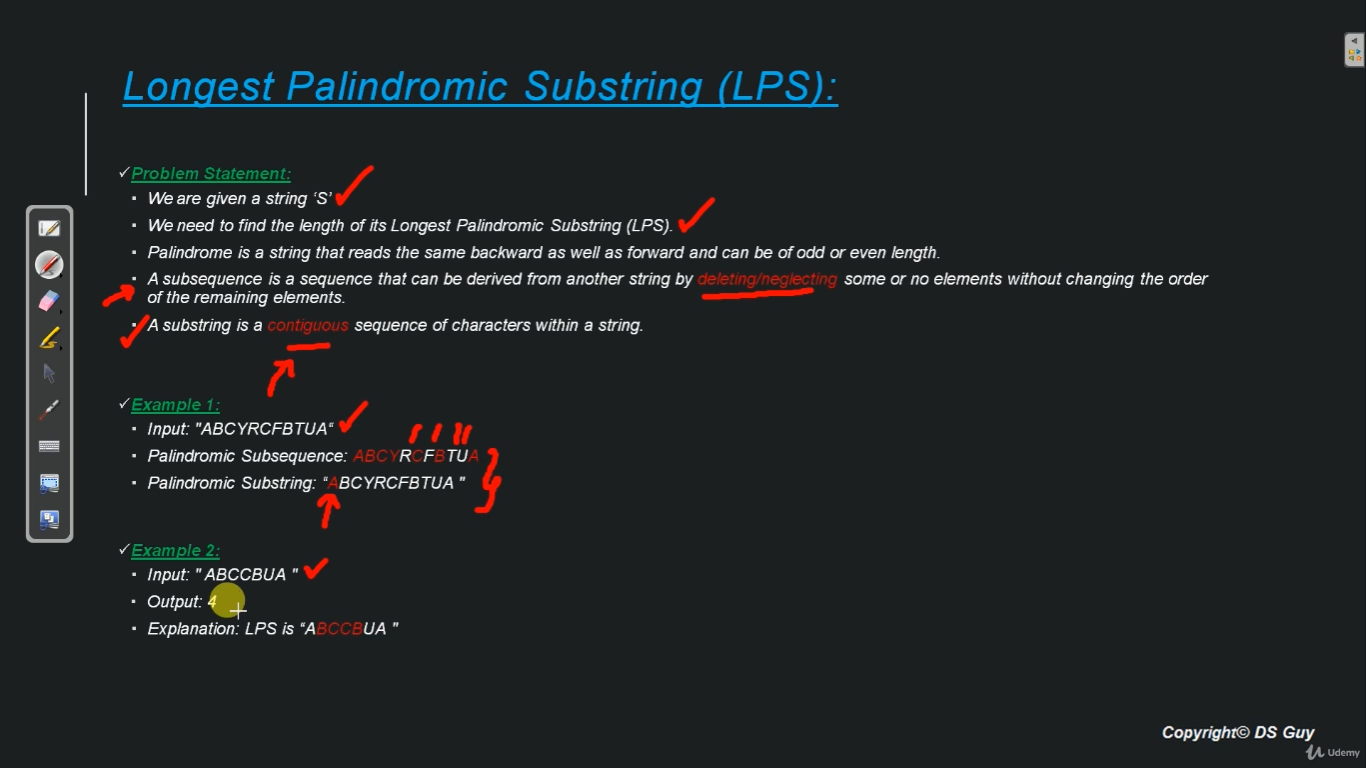 Longest Palindromic Substring (LPS):
✓Problem Statement:
▪ We are given a string ‘S’
▪ We need to find the length of its Longest Palindromic Substring (LPS).
▪ Palindrome is a string that reads the same backward as well as forward and can be of odd or even length.
▪ A subsequence is a sequence that can be derived from another string by deleting/neglecting some or no elements without changing the order
of the remaining elements.
▪ A substring is a contiguous sequence of characters within a string.
✓Example 1:
▪ Input: "ABCYRCFBTUA“
▪ Palindromic Subsequence: ABCYRCFBTUA
▪ Palindromic Substring: “ABCYRCFBTUA "
✓Example 2:
▪ Input: " ABCCBUA "
▪ Output: 4
▪ Explanation: LPS is “ABCCBUA "
Copyright© DS Guy
Udemy